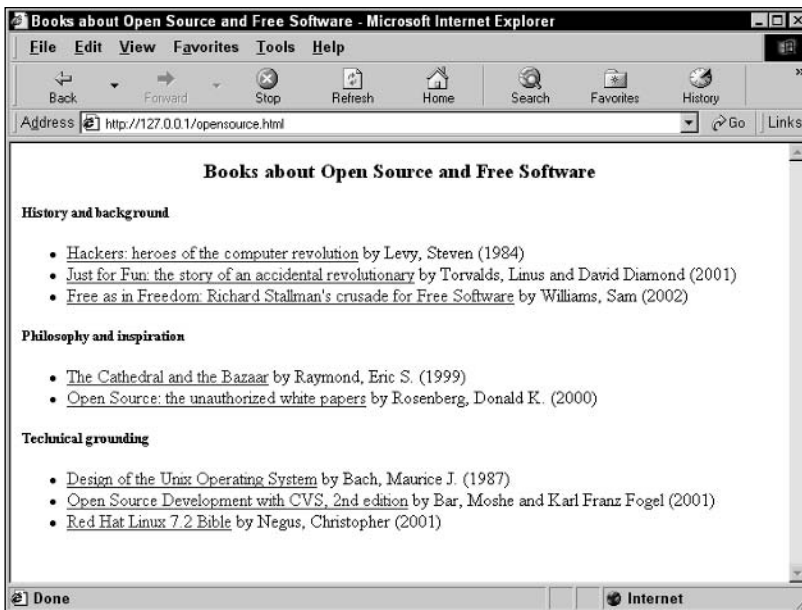 Books about Open Source and Free Software - Microsoft Internet Explorer
File Edit View Favorites Tools Help
Back Forward Stop Refresh Home Search Favorites History »
Address http://127.0.0.1/opensource.html Go Links
Books about Open Source and Free Software
History and background
• Hackers: heroes of the computer revolution by Levy, Steven (1984)
• Just for Fun: the story of an accidental revolutionary by Torvalds, Linus and David Diamond (2001)
• Free as in Freedom: Richard Stallman's crusade for Free Software by Williams, Sam (2002)
Philosophy and inspiration
• The Cathedral and the Bazaar by Raymond, Eric S. (1999)
• Open Source: the unauthorized white papers by Rosenberg, Donald K. (2000)
Technical grounding
• Design of the Unix Operating System by Bach, Maurice J. (1987)
• Open Source Development with CVS, 2nd edition by Bar, Moshe and Karl Franz Fogel (2001)
• Red Hat Linux 7.2 Bible by Negus, Christopher (2001)
Done Internet